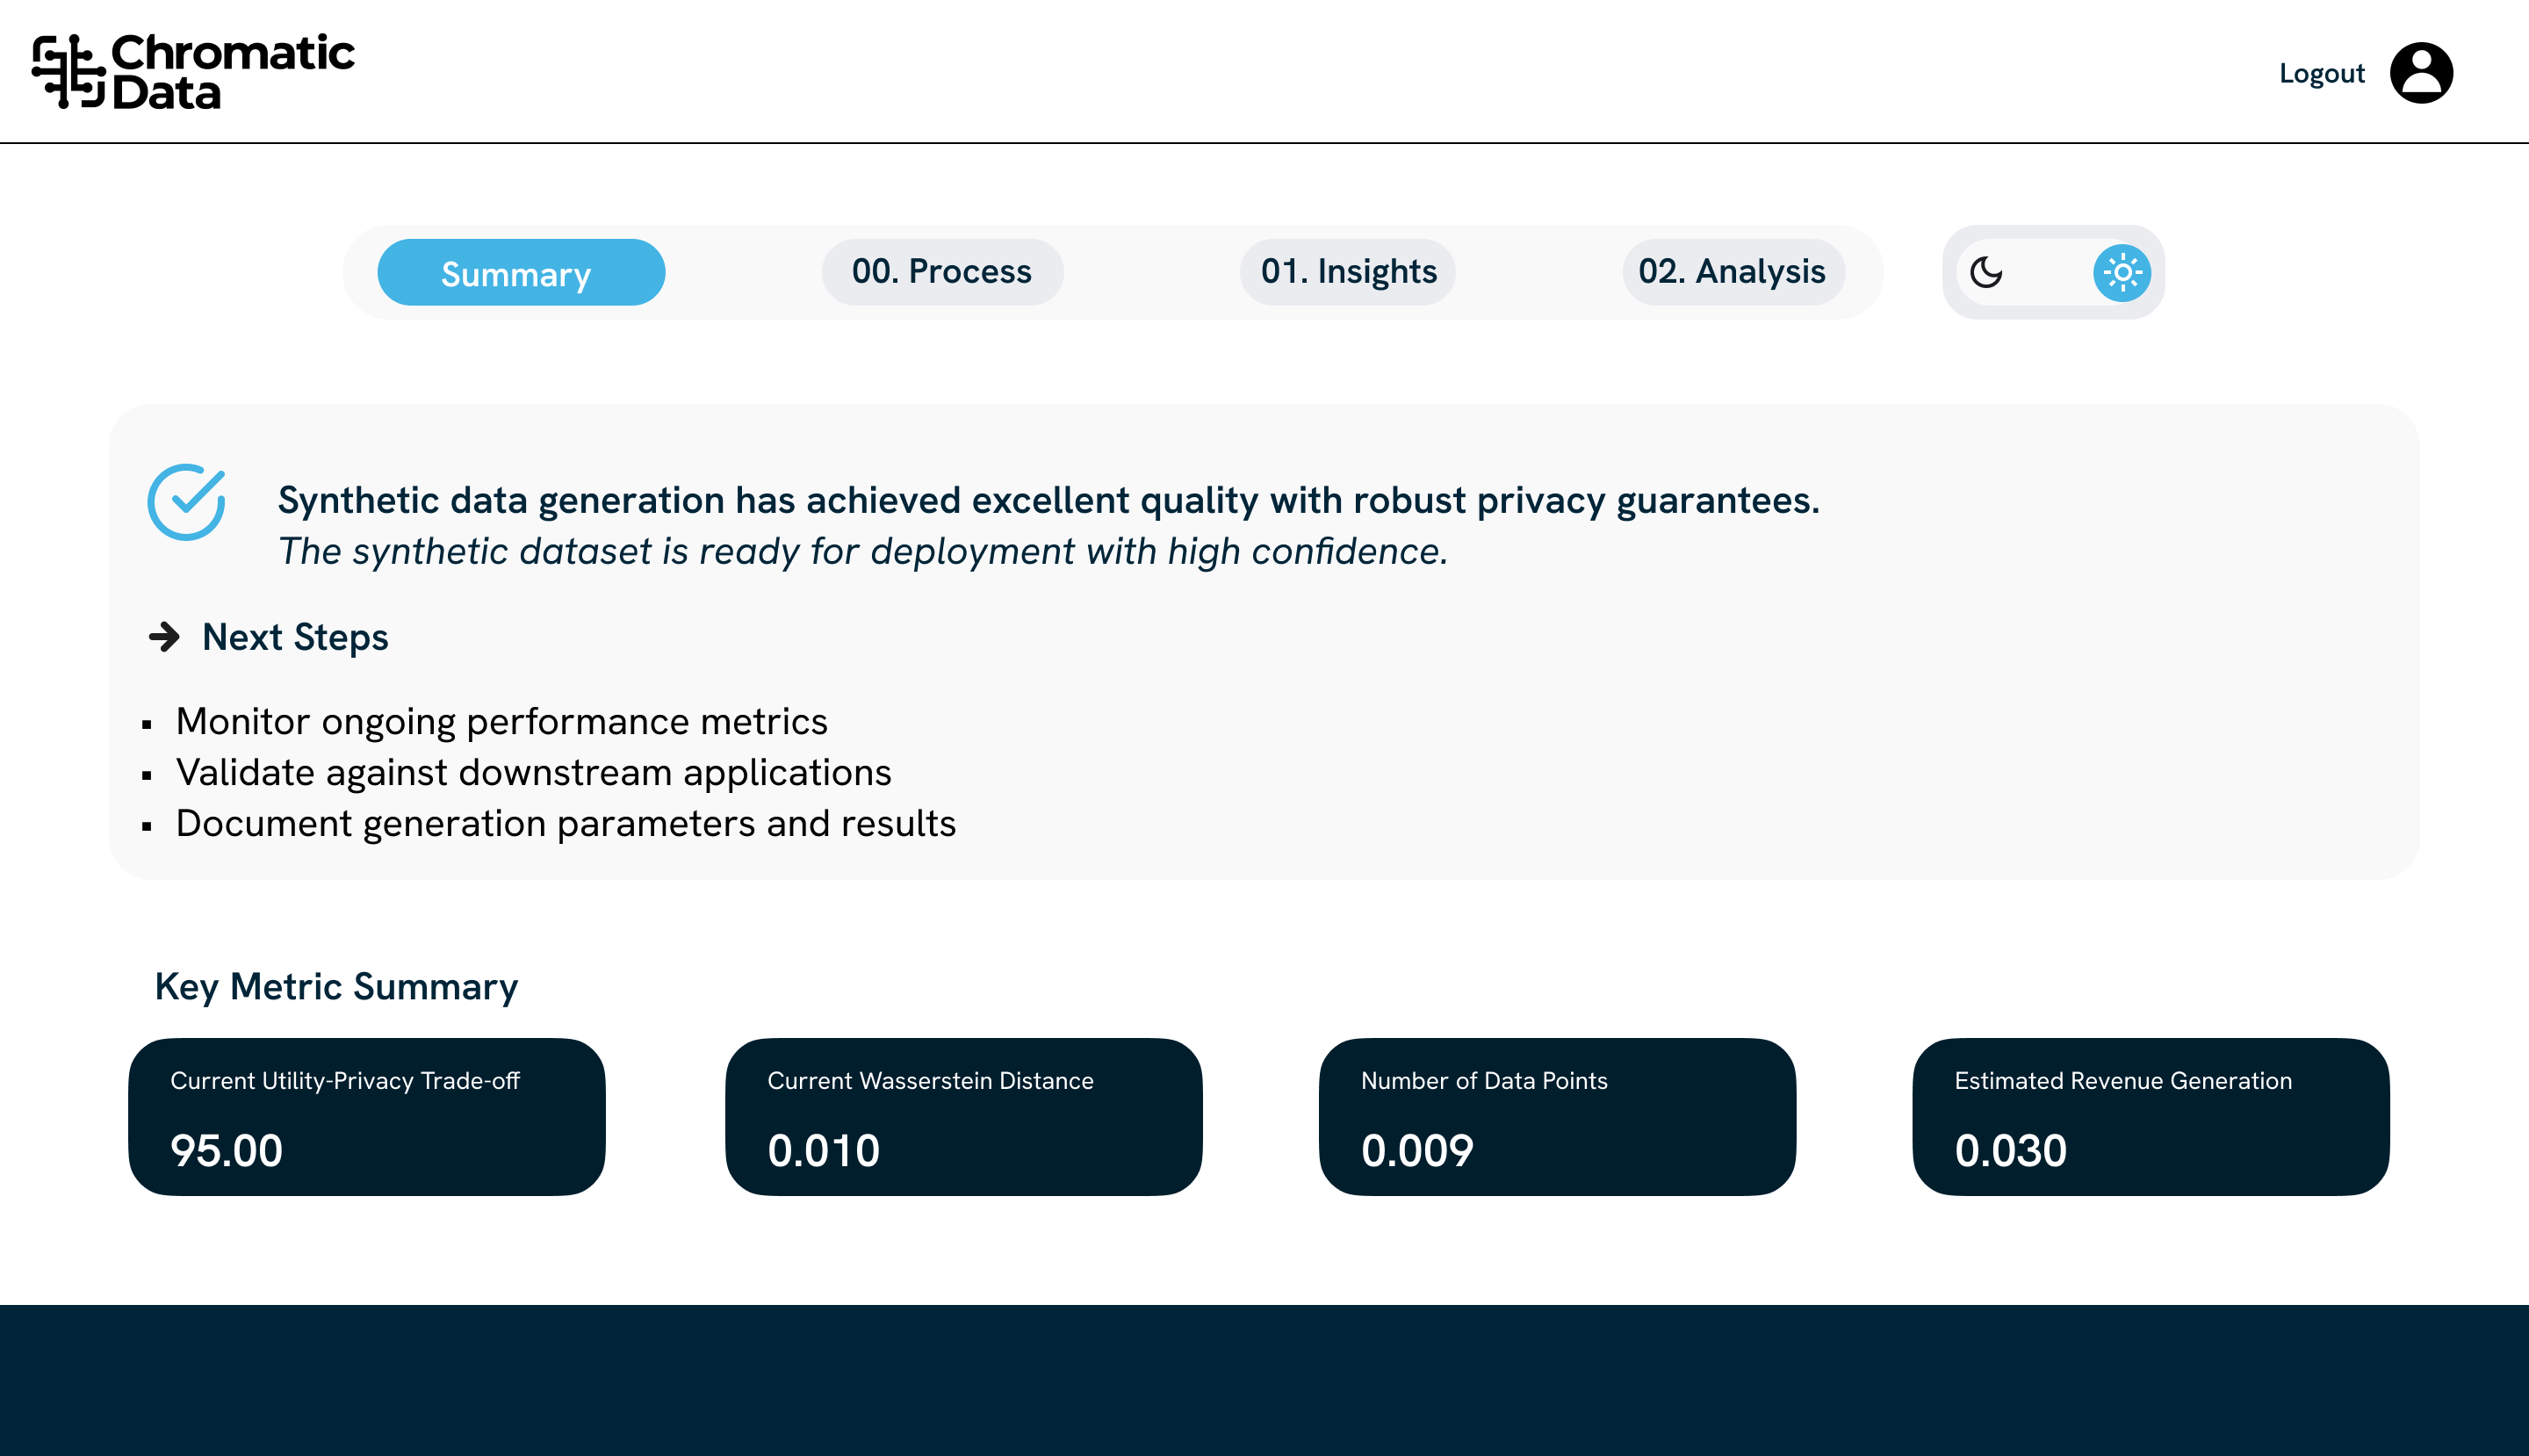 Chromatic
Data
Logout
Summary
00. Process
01. Insights
02. Analysis
Synthetic data generation has achieved excellent quality with robust privacy guarantees.
The synthetic dataset is ready for deployment with high confidence.
Next Steps
▪ Monitor ongoing performance metrics
▪ Validate against downstream applications
▪ Document generation parameters and results
Key Metric Summary
Current Utility-Privacy Trade-off
95.00
Current Wasserstein Distance
0.010
Number of Data Points
0.009
Estimated Revenue Generation
0.030